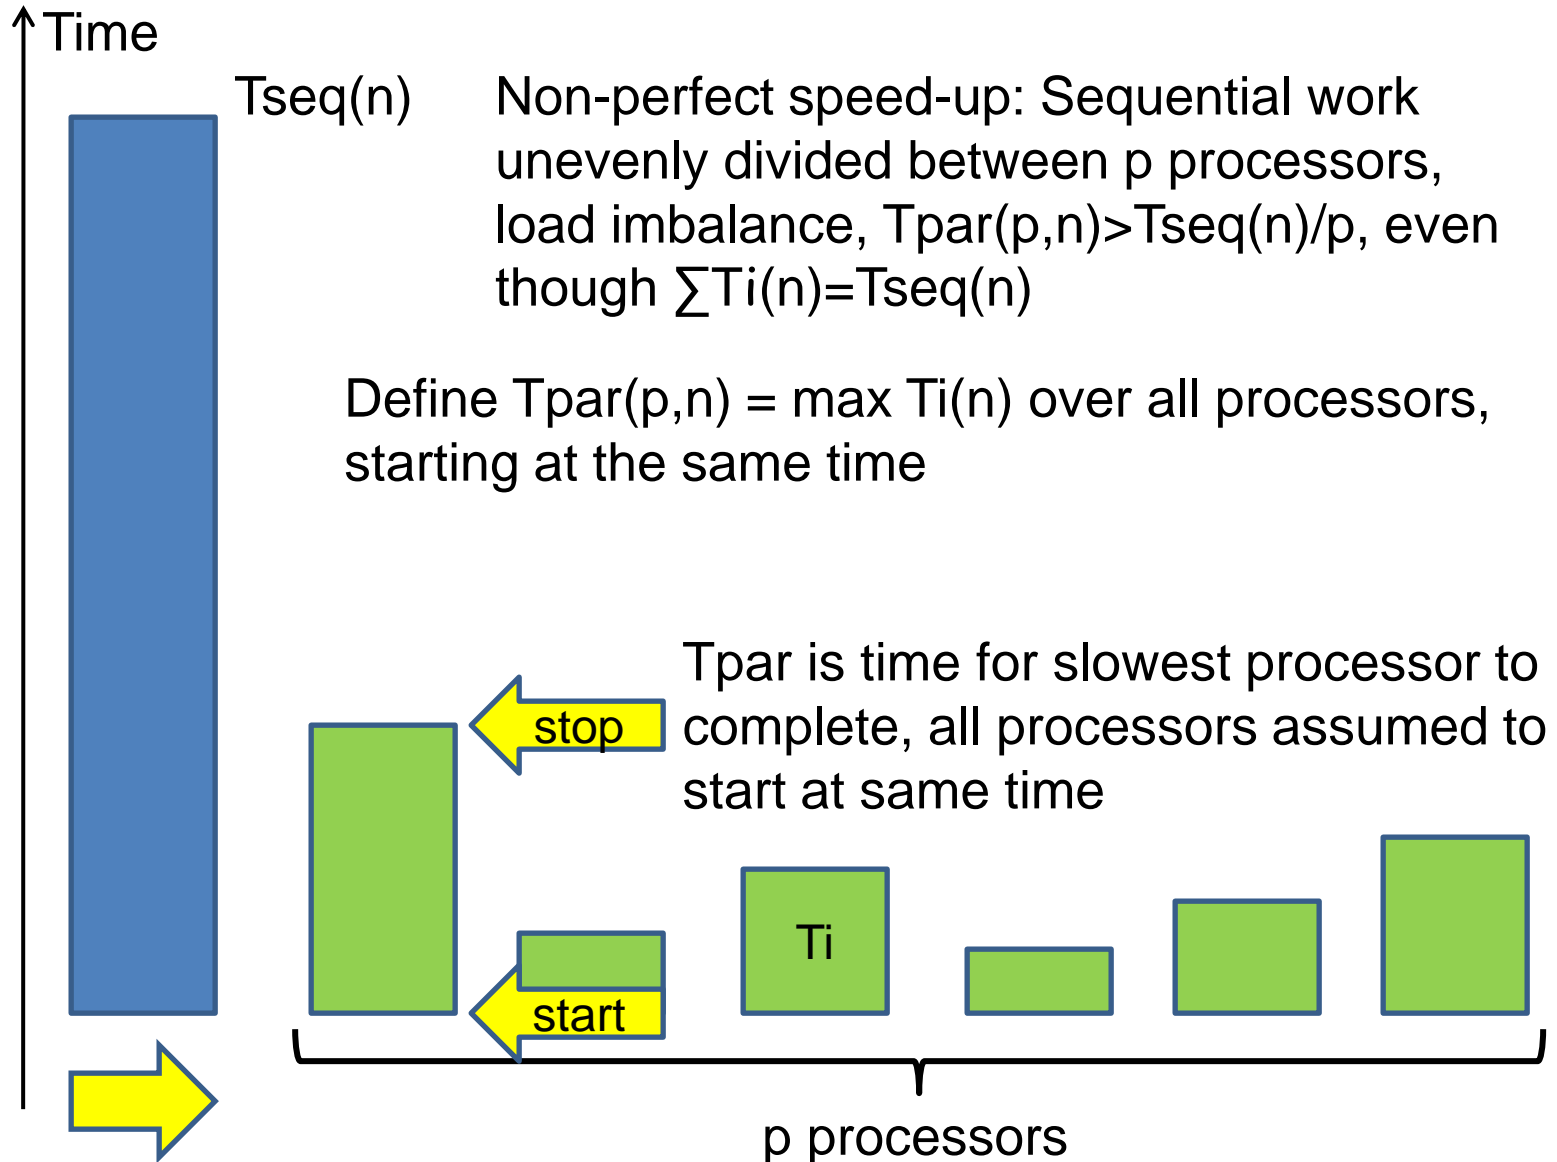 Time
Tseq(n)
Non-perfect speed-up: Sequential work
unevenly divided between p processors,
load imbalance, Tpar(p,n)>Tseq(n)/p, even
though ∑Ti(n)=Tseq(n)
Define Tpar(p,n) = max Ti(n) over all processors,
starting at the same time
Tpar is time for slowest processor to
complete, all processors assumed to
start at same time
stop
Ti
start
p processors